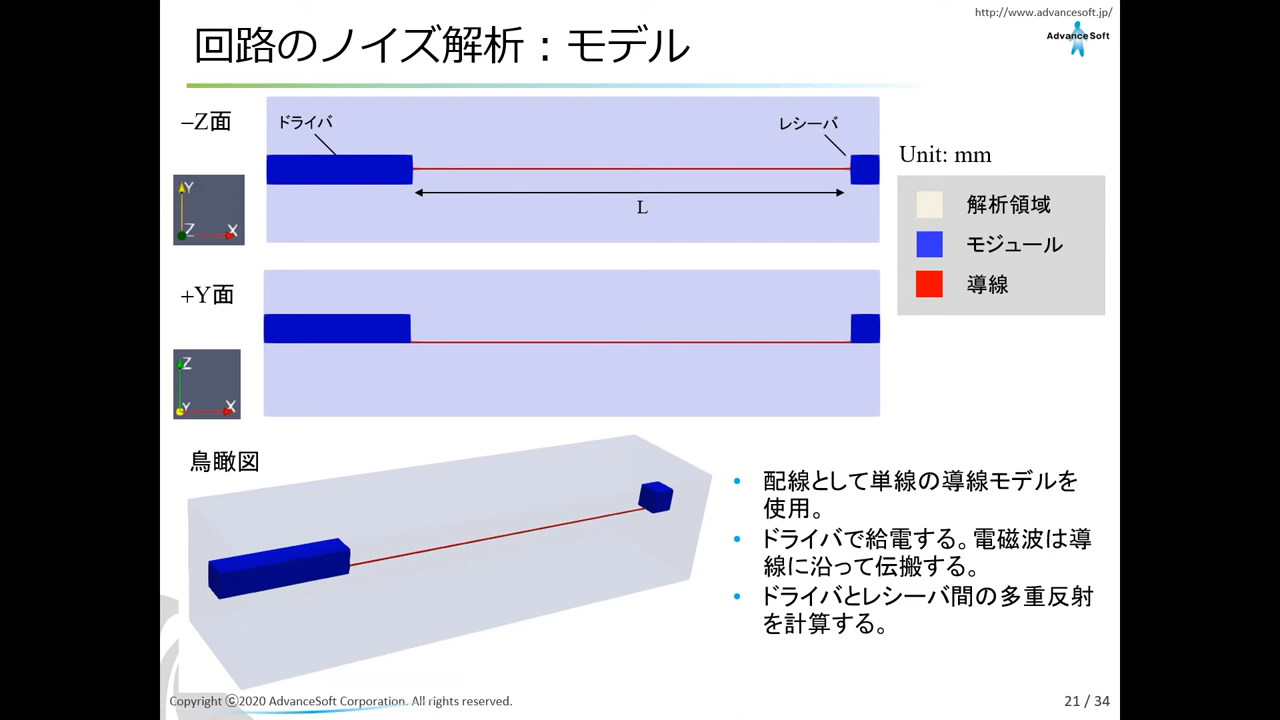 http://www.advancesoft.jp/
AdvanceSoft
回路のノイズ解析：モデル
–Z面
ドライバ
レシーバ
L
Y
Z
X
Unit: mm
解析領域
モジュール
導線
+Y面
Z
Y
X
鳥瞰図
• 配線として単線の導線モデルを
使用。
• ドライバで給電する。電磁波は導
線に沿って伝搬する。
• ドライバとレシーバ間の多重反射
を計算する。
Copyright ⓒ2020 AdvanceSoft Corporation. All rights reserved.
21 / 34